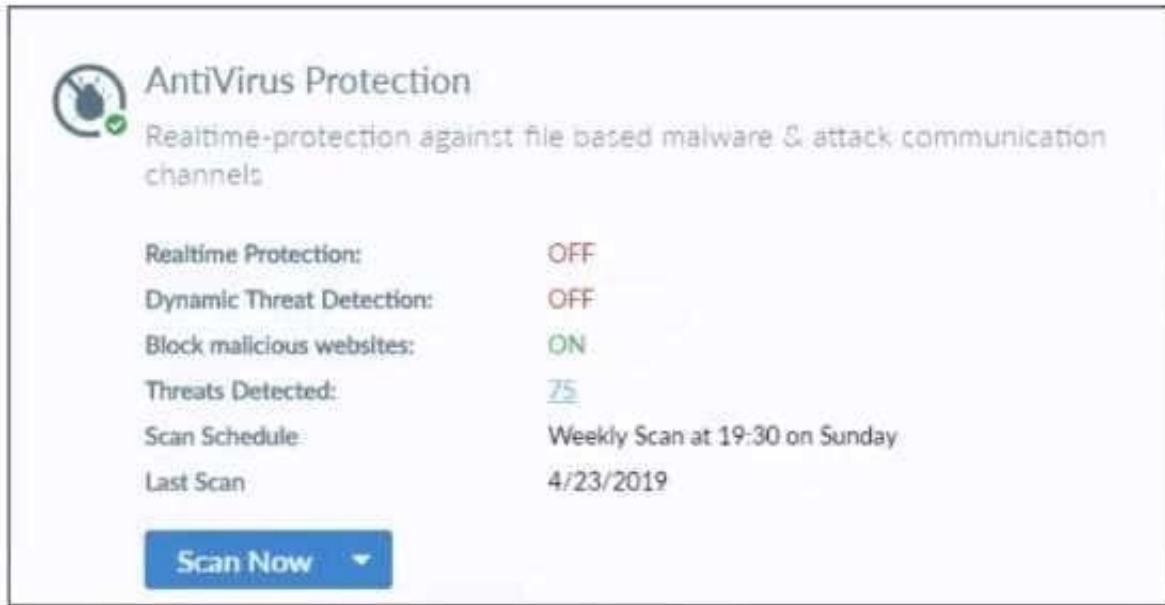 AntiVirus Protection
Realtime-protection against file based malware & attack communication
channels
Realtime Protection: OFF
Dynamic Threat Detection: OFF
Block malicious websites: ON
Threats Detected: 75
Scan Schedule Weekly Scan at 19:30 on Sunday
Last Scan 4/23/2019
Scan Now